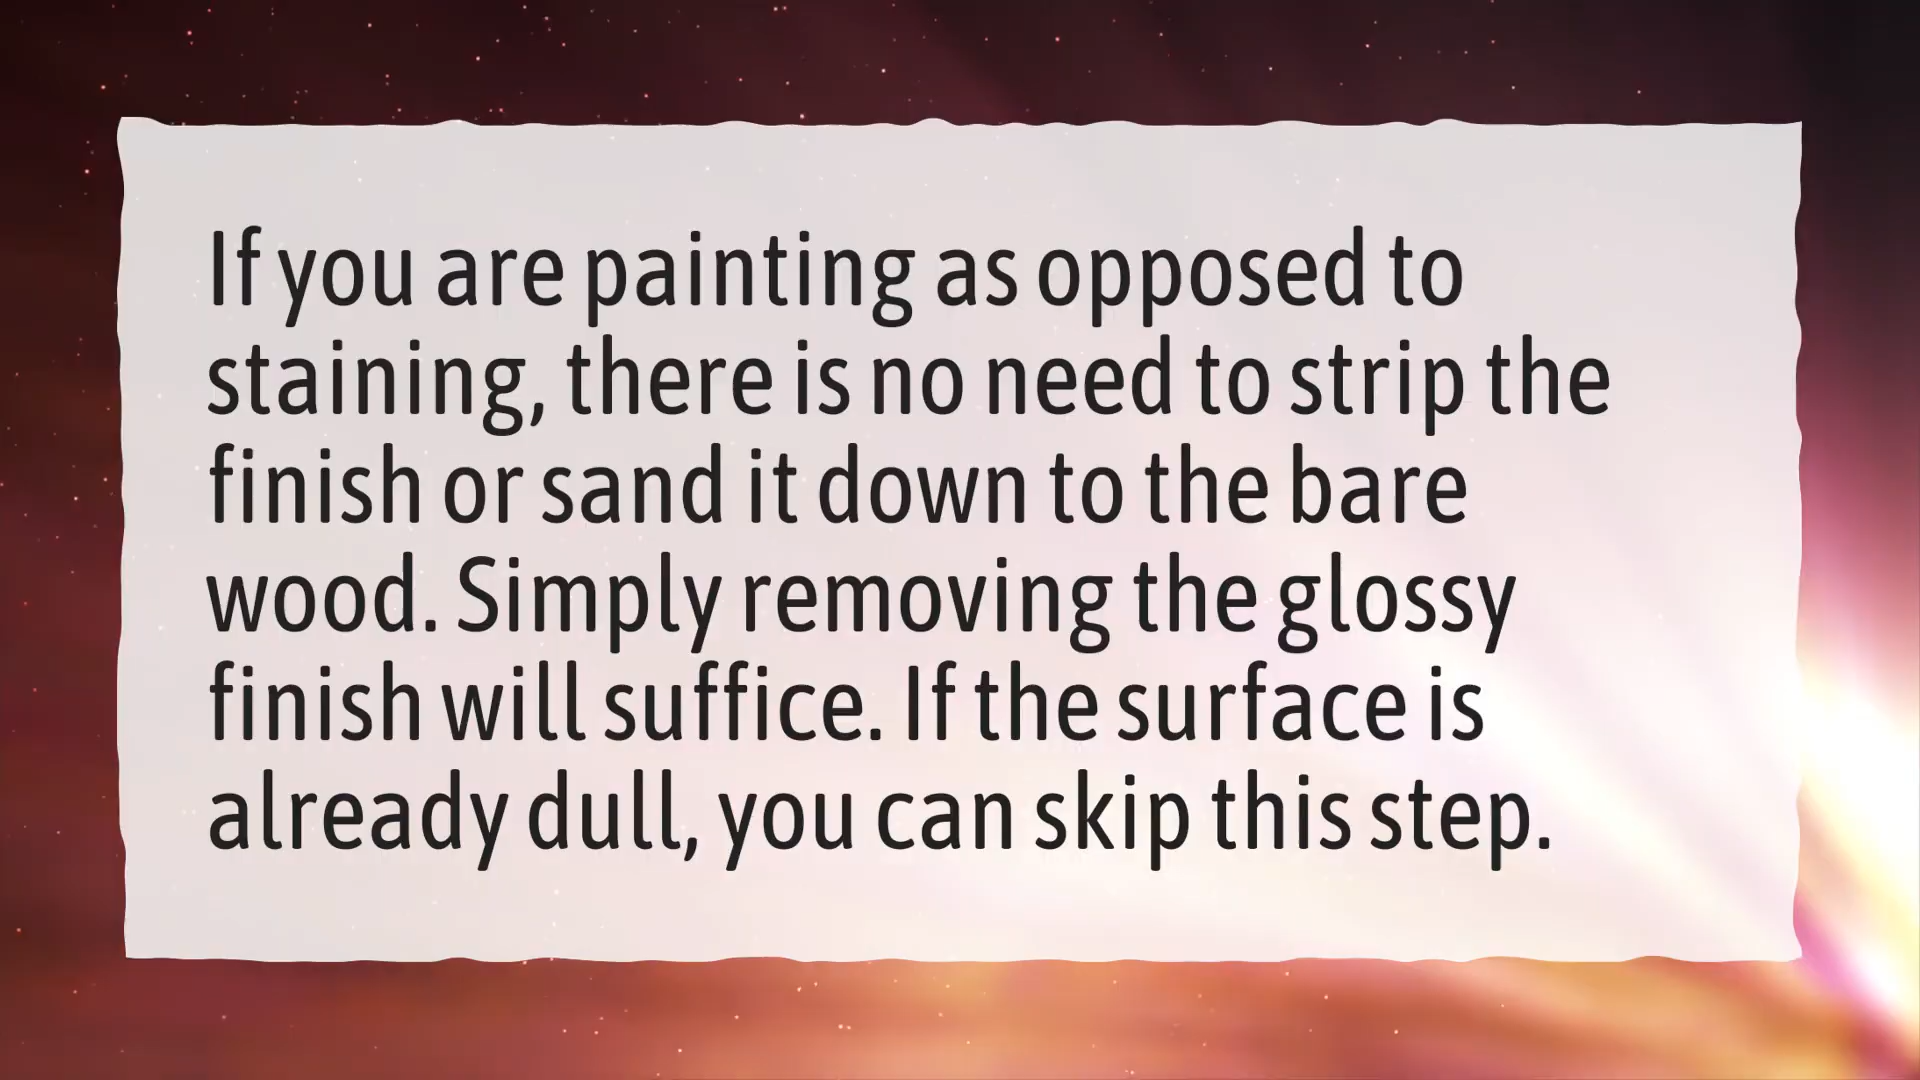 If you are painting as opposed to
staining, there is no need to strip the
finish or sand it down to the bare
wood. Simply removing the glossy
finish will suffice. If the surface is
already dull, you can skip this step.